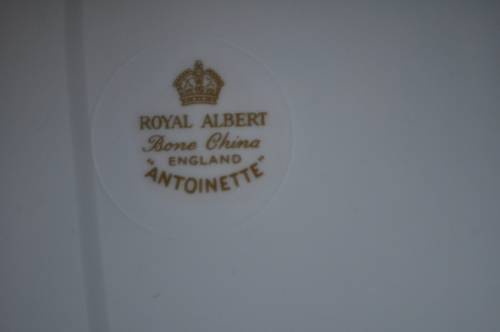 ROYAL ALBERT
Bone China
ENGLAND
"ANTOINETTE"